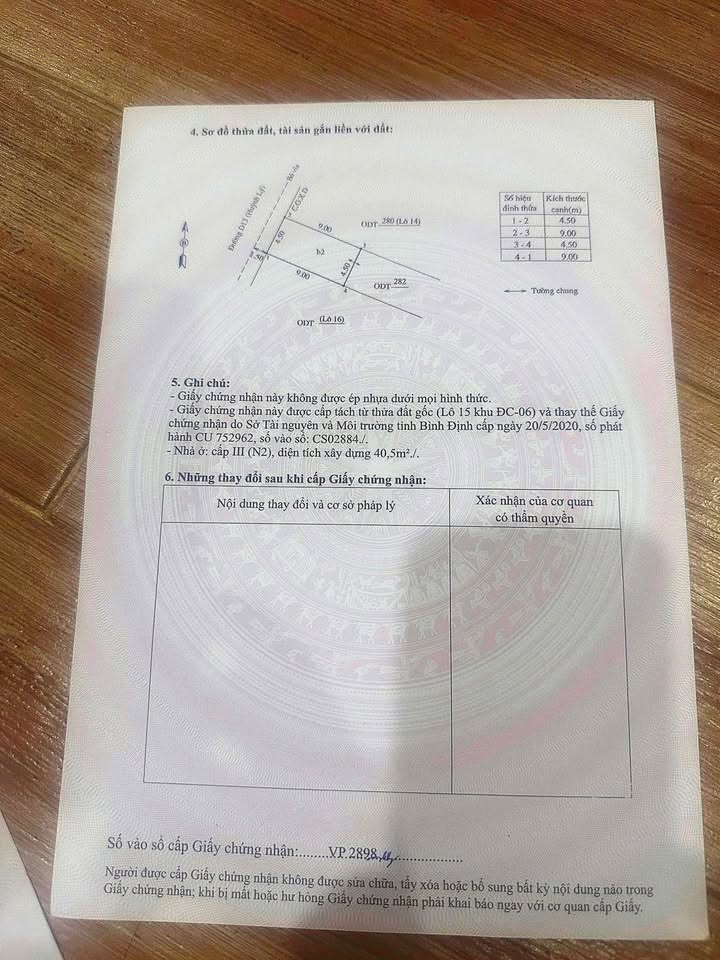 4. Sơ đồ thửa đất, tài sản gắn liền với đất:
Đường D13 (Huỳnh Lý)
Bó vỉa
C.G.X.D
4.50
9.00
ODT 280 (Lô 14)
b2
4.50
9.00
ODT 282
ODT (Lô 16)
Số hiệu đỉnh thửa Kích thước cạnh(m)
1 - 2 4.50
2 - 3 9.00
3 - 4 4.50
4 - 1 9.00
Tường chung
5. Ghi chú:
- Giấy chứng nhận này không được ép nhựa dưới mọi hình thức.
- Giấy chứng nhận này được cấp tách từ thửa đất gốc (Lô 15 khu ĐC-06) và thay thế Giấy
chứng nhận do Sở Tài nguyên và Môi trường tỉnh Bình Định cấp ngày 20/5/2020, số phát
hành CU 752962, số vào sổ: CS02884./.
- Nhà ở: cấp III (N2), diện tích xây dựng 40,5m²./.
6. Những thay đổi sau khi cấp Giấy chứng nhận:
Nội dung thay đổi và cơ sở pháp lý
Xác nhận của cơ quan
có thẩm quyền
Số vào sổ cấp Giấy chứng nhận:........VP 2898
Người được cấp Giấy chứng nhận không được sửa chữa, tẩy xóa hoặc bổ sung bất kỳ nội dung nào trong
Giấy chứng nhận; khi bị mất hoặc hư hỏng Giấy chứng nhận phải khai báo ngay với cơ quan cấp Giấy.